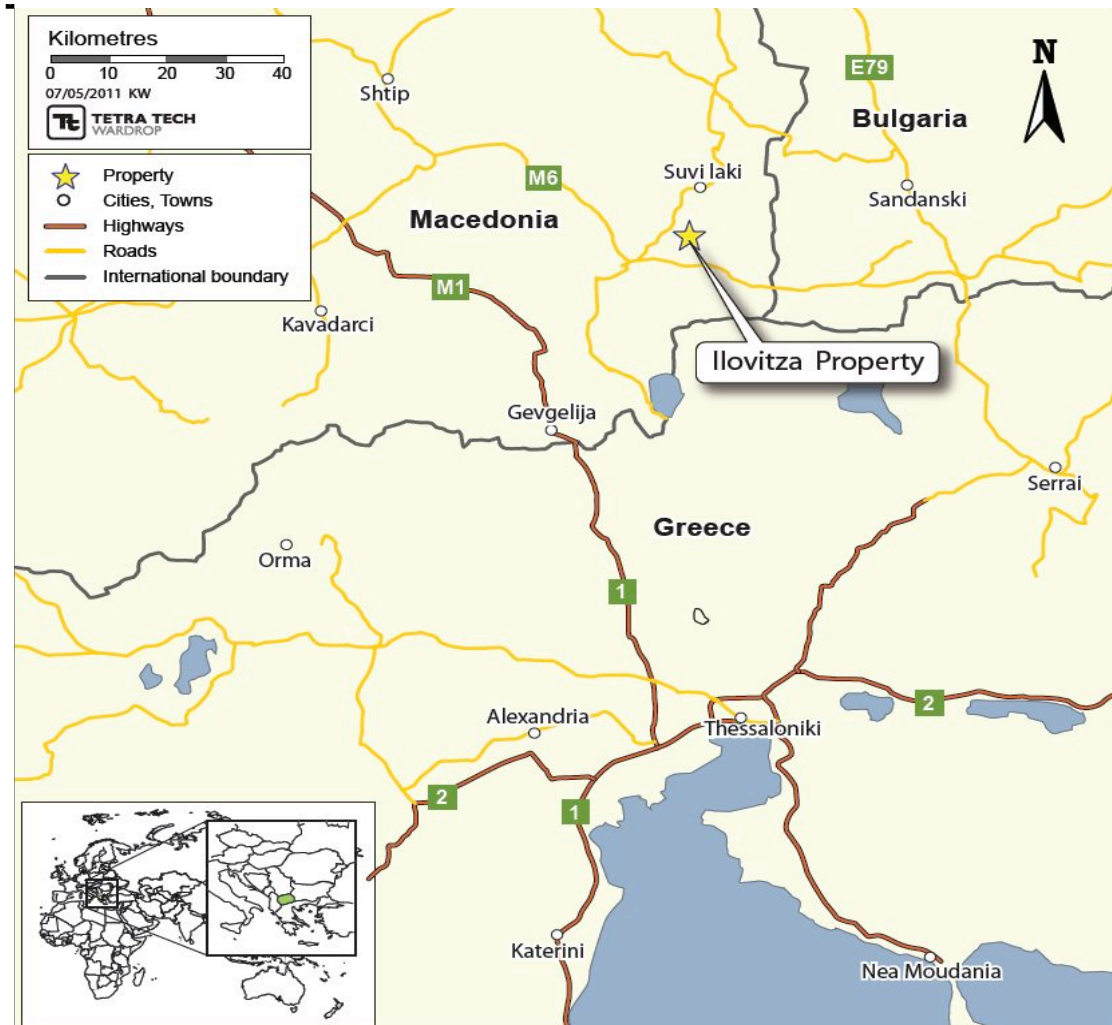 Kilometres
0 10 20 30 40
07/05/2011 KW
Tt TETRA TECH
WARDROP
Property
Cities, Towns
Highways
Roads
International boundary
N
E79
Shtip
Bulgaria
Suvi laki
M6
Sandanski
Macedonia
M1
Kavadarci
Ilovitza Property
Gevgelija
Serrai
Greece
Orma
1
2
Alexandria
Thessaloniki
2
1
Katerini
Nea Moudania